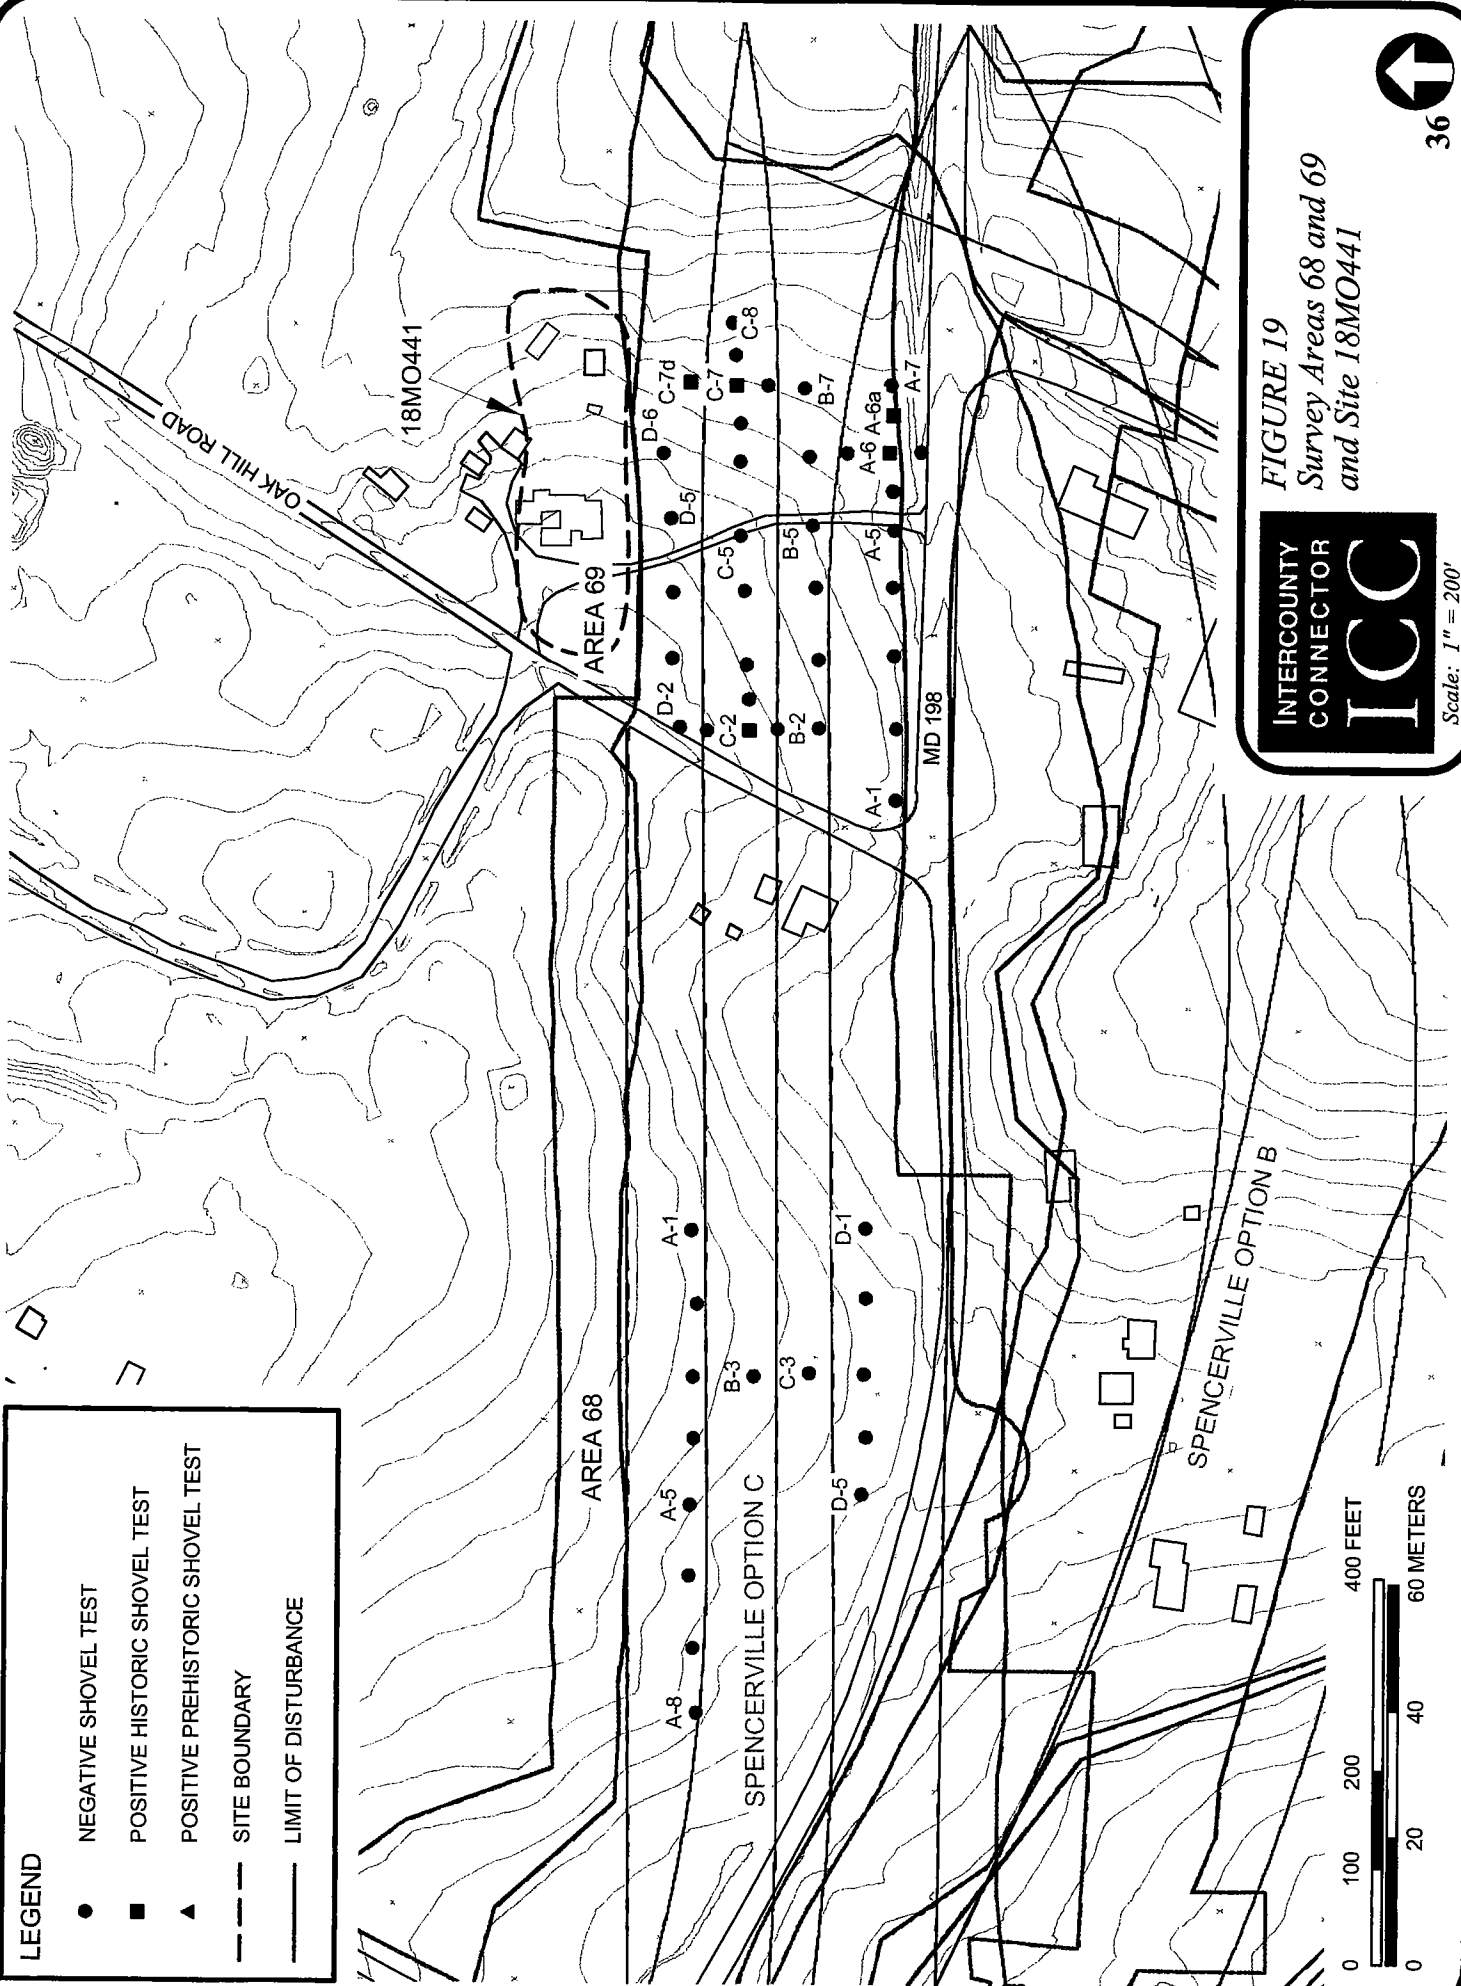 LEGEND
NEGATIVE SHOVEL TEST
POSITIVE HISTORIC SHOVEL TEST
POSITIVE PREHISTORIC SHOVEL TEST
SITE BOUNDARY
LIMIT OF DISTURBANCE
OAK HILL ROAD
18MO441
AREA 68
AREA 69
A-8
A-5
A-1
B-3
C-3
D-5
D-1
D-2
D-5
D-6
C-2
C-5
C-7d
C-7
C-8
B-2
B-5
B-7
A-1
A-5
A-6
A-6a
A-7
MD 198
SPENCERVILLE OPTION C
SPENCERVILLE OPTION B
0 100 200 400 FEET
0 20 40 60 METERS
INTERCOUNTY
CONNECTOR
ICC
Scale: 1" = 200'
FIGURE 19
Survey Areas 68 and 69
and Site 18MO441
36